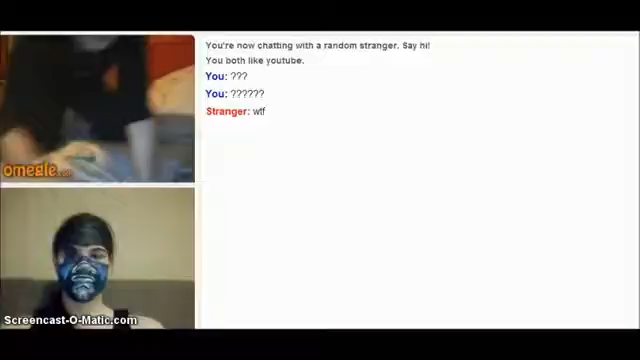 You're now chatting with a random stranger. Say hi!
You both like youtube.
You: ???
You: ??????
Stranger: wtf
omegle.com
Screencast-O-Matic.com